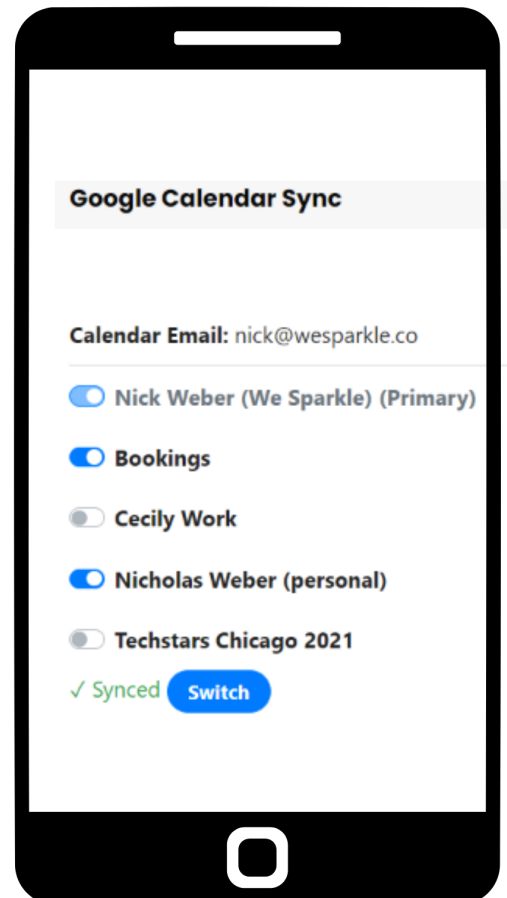 Google Calendar Sync
Calendar Email: nick@wesparkle.co
Nick Weber (We Sparkle) (Primary)
Bookings
Cecily Work
Nicholas Weber (personal)
Techstars Chicago 2021
✓ Synced Switch